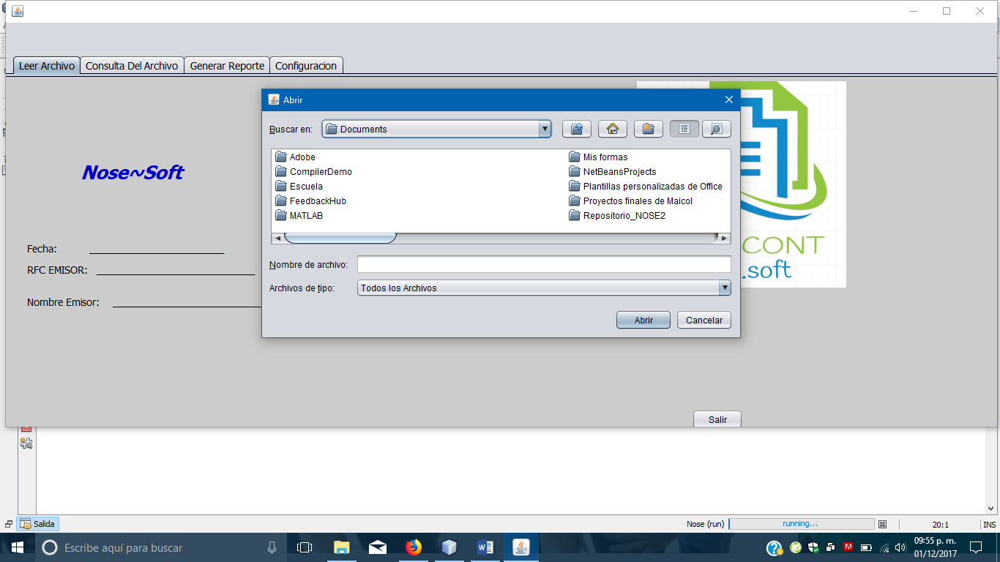 Leer Archivo Consulta Del Archivo Generar Reporte Configuracion
Abrir
Buscar en: Documents
Adobe Mis formas
CompilerDemo NetBeansProjects
Nose~Soft
Escuela Plantillas personalizadas de Office
FeedbackHub Proyectos finales de Maicol
MATLAB Repositorio_NOSE2
Fecha:
CONT
RFC EMISOR:
.soft
Nombre de archivo:
Archivos de tipo: Todos los Archivos
Nombre Emisor:
Abrir Cancelar
Salir
Salida Nose (run) running... 20:1 INS
Escribe aquí para buscar
09:55 p. m.
01/12/2017